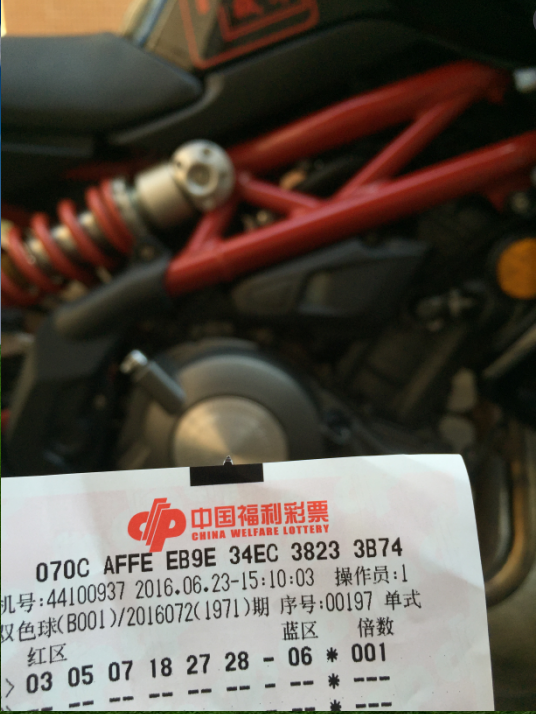 中国福利彩票
CHINA WELFARE LOTTERY
070C AFFE EB9E 34EC 3823 3B74
机号:44100937 2016.06.23-15:10:03 操作员:1
双色球(B001)/2016072(1971)期 序号:00197 单式
红区 蓝区 倍数
> 03 05 07 18 27 28 - 06 * 001
> -- -- -- -- -- -- - -- * ---